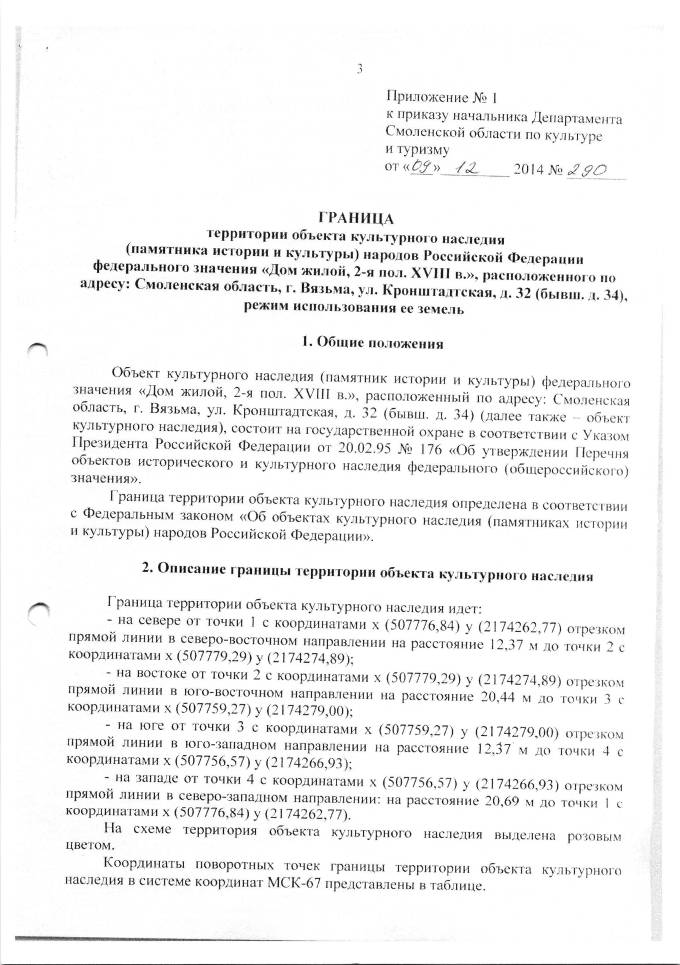 3
Приложение № 1
к приказу начальника Департамента
Смоленской области по культуре
и туризму
от «09» 12 2014 № 290
ГРАНИЦА
территории объекта культурного наследия
(памятника истории и культуры) народов Российской Федерации
федерального значения «Дом жилой, 2-я пол. XVIII в.», расположенного по
адресу: Смоленская область, г. Вязьма, ул. Кронштадтская, д. 32 (бывш. д. 34),
режим использования ее земель
1. Общие положения
Объект культурного наследия (памятник истории и культуры) федерального
значения «Дом жилой, 2-я пол. XVIII в.», расположенный по адресу: Смоленская
область, г. Вязьма, ул. Кронштадтская, д. 32 (бывш. д. 34) (далее также – объект
культурного наследия), состоит на государственной охране в соответствии с Указом
Президента Российской Федерации от 20.02.95 № 176 «Об утверждении Перечня
объектов исторического и культурного наследия федерального (общероссийского)
значения».
Граница территории объекта культурного наследия определена в соответствии
с Федеральным законом «Об объектах культурного наследия (памятниках истории
и культуры) народов Российской Федерации».
2. Описание границы территории объекта культурного наследия
Граница территории объекта культурного наследия идет:
- на севере от точки 1 с координатами x (507776,84) y (2174262,77) отрезком
прямой линии в северо-восточном направлении на расстояние 12,37 м до точки 2 с
координатами x (507779,29) y (2174274,89);
- на востоке от точки 2 с координатами x (507779,29) y (2174274,89) отрезком
прямой линии в юго-восточном направлении на расстояние 20,44 м до точки 3 с
координатами x (507759,27) y (2174279,00);
- на юге от точки 3 с координатами x (507759,27) y (2174279,00) отрезком
прямой линии в юго-западном направлении на расстояние 12,37 м до точки 4 с
координатами x (507756,57) y (2174266,93);
- на западе от точки 4 с координатами x (507756,57) y (2174266,93) отрезком
прямой линии в северо-западном направлении: на расстояние 20,69 м до точки 1 с
координатами x (507776,84) y (2174262,77).
На схеме территория объекта культурного наследия выделена розовым
цветом.
Координаты поворотных точек границы территории объекта культурного
наследия в системе координат МСК-67 представлены в таблице.